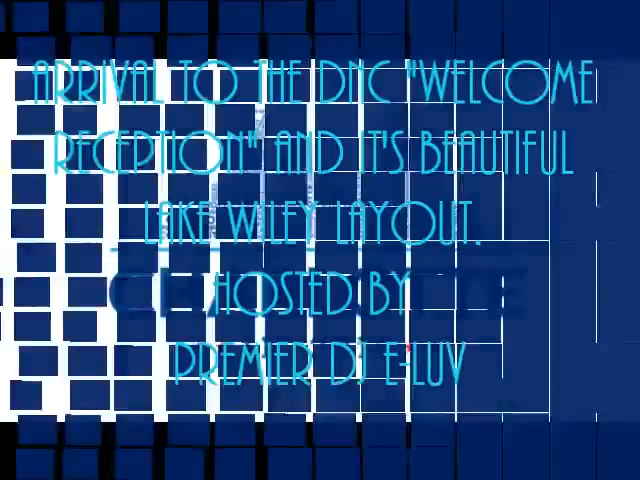 ARRIVAL TO THE DNC "WELCOME
RECEPTION" AND IT'S BEAUTIFUL
LAKE WILEY LAYOUT.
HOSTED BY
PREMIER DJ E-LUV